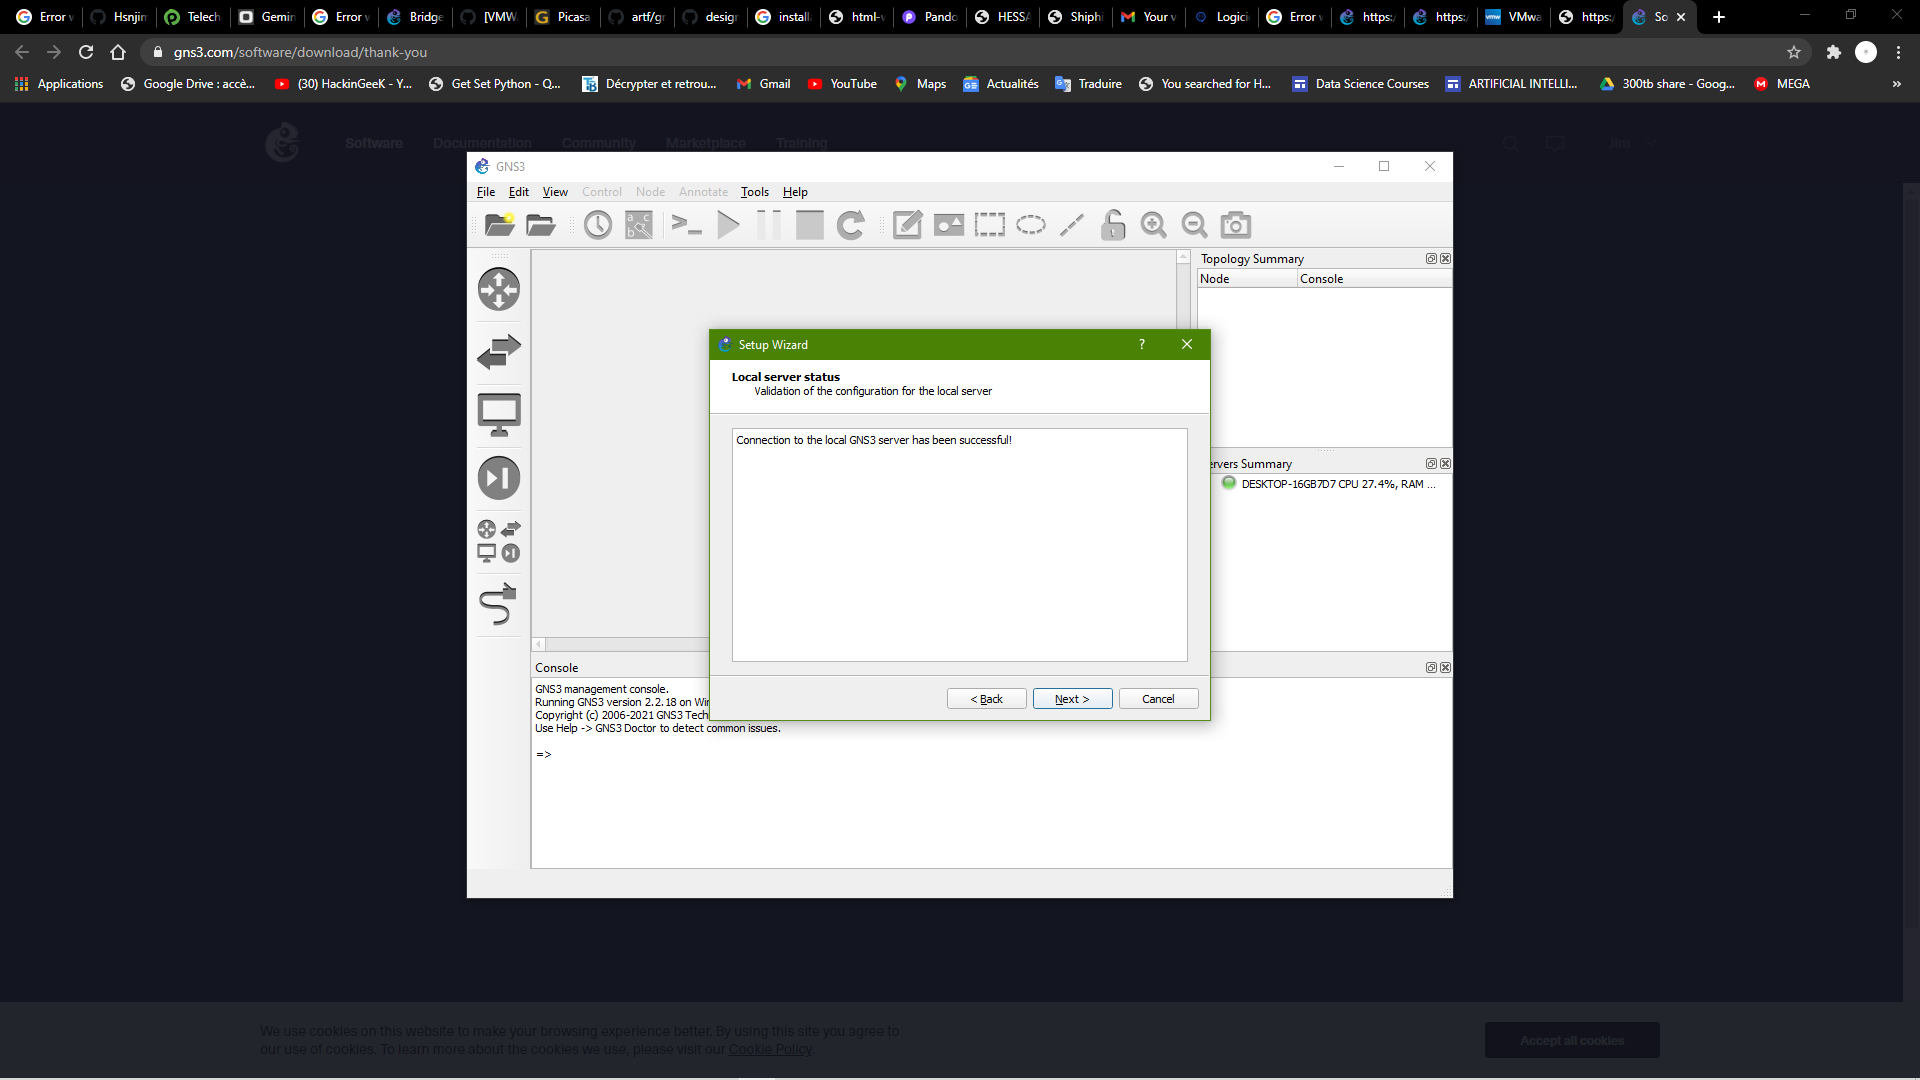 Error
Hsnjim
Telech
Gemin
Error
Bridge
[VMW
Picasa
artf/gr
design
install
html-
Pando
HESSA
Shiphi
Your v
Logici
Error
https:/
https:/
VMwa
https:/
So
gns3.com/software/download/thank-you
Applications
Google Drive : accè...
(30) HackinGeeK - Y...
Get Set Python - Q...
Décrypter et retrou...
Gmail
YouTube
Maps
Actualités
Traduire
You searched for H...
Data Science Courses
ARTIFICIAL INTELLI...
300tb share - Goog...
MEGA
»
Software
Documentation
Community
Marketplace
Training
Jim
GNS3
File
Edit
View
Control
Node
Annotate
Tools
Help
Topology Summary
Node
Console
Setup Wizard
?
Local server status
Validation of the configuration for the local server
Connection to the local GNS3 server has been successful!
ervers Summary
DESKTOP-16GB7D7 CPU 27.4%, RAM ...
< Back
Next >
Cancel
Console
GNS3 management console.
Running GNS3 version 2.2.18 on Wi
Copyright (c) 2006-2021 GNS3 Tech
Use Help -> GNS3 Doctor to detect common issues.
=>
We use cookies on this website to make your browsing experience better. By using this site you agree to
our use of cookies. To learn more about the cookies we use, please visit our Cookie Policy.
Accept all cookies